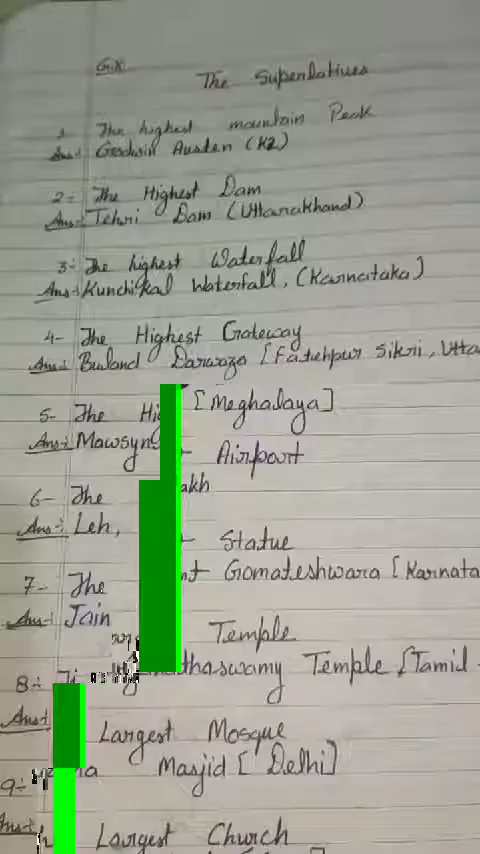 G.K
The Superlatives
1 The highest mountain Peak
Ans:- Godwin Austen (K2)
2- The Highest Dam
Ans:- Tehri Dam (Uttarakhand)
3:- The highest Waterfall
Ans:- Kunchikal Waterfall, (Karnataka)
4- The Highest Gateway
Ans:- Buland Darwaza [Fatehpur Sikri, Utta
5- The Hi [Meghalaya]
Ans:- Mawsyn
Airport
6- The akh
Ans:- Leh,
Statue
7- The Gomateshwara [Karnata
Ans:- Jain
Temple
8:- thaswamy Temple [Tamil
Ans:-
Largest Mosque
9:- Masjid [Delhi]
Ans:-
Largest Church